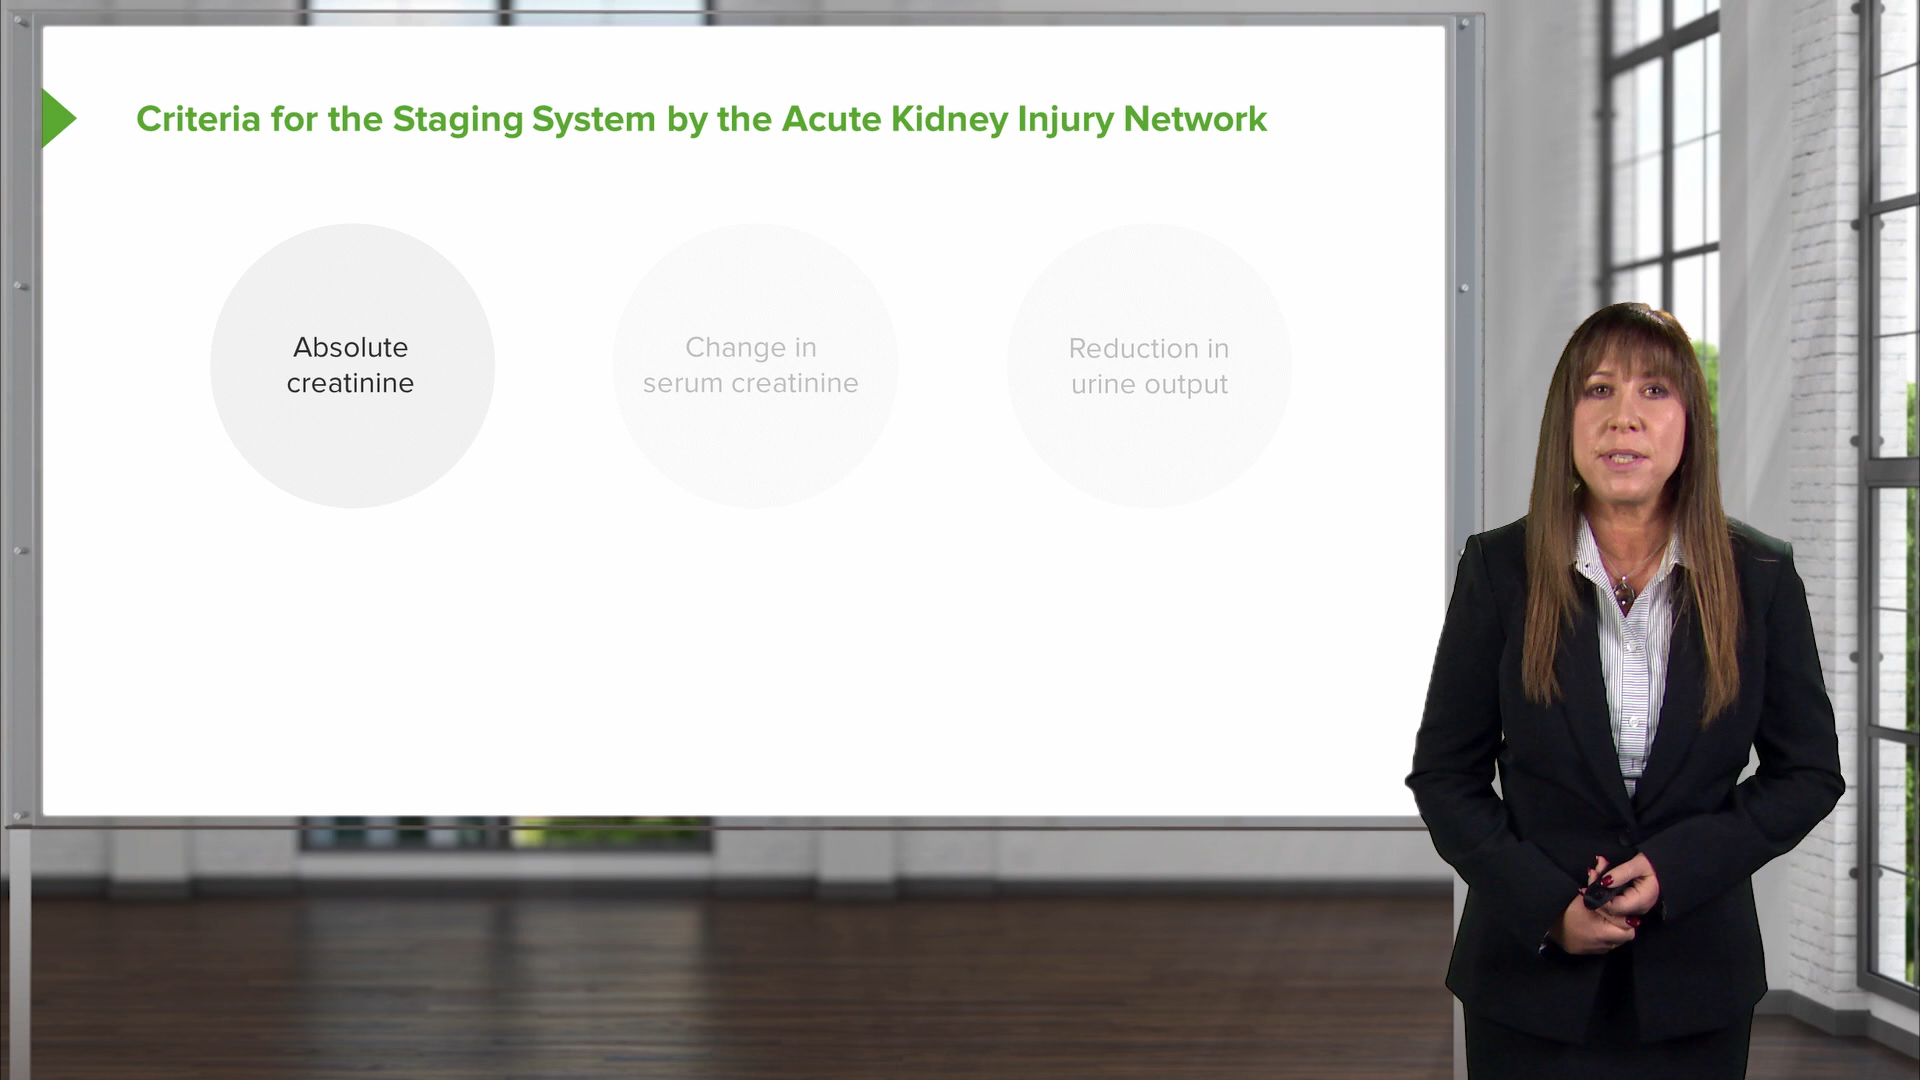 Criteria for the Staging System by the Acute Kidney Injury Network
Absolute
creatinine
Change in
serum creatinine
Reduction in
urine output